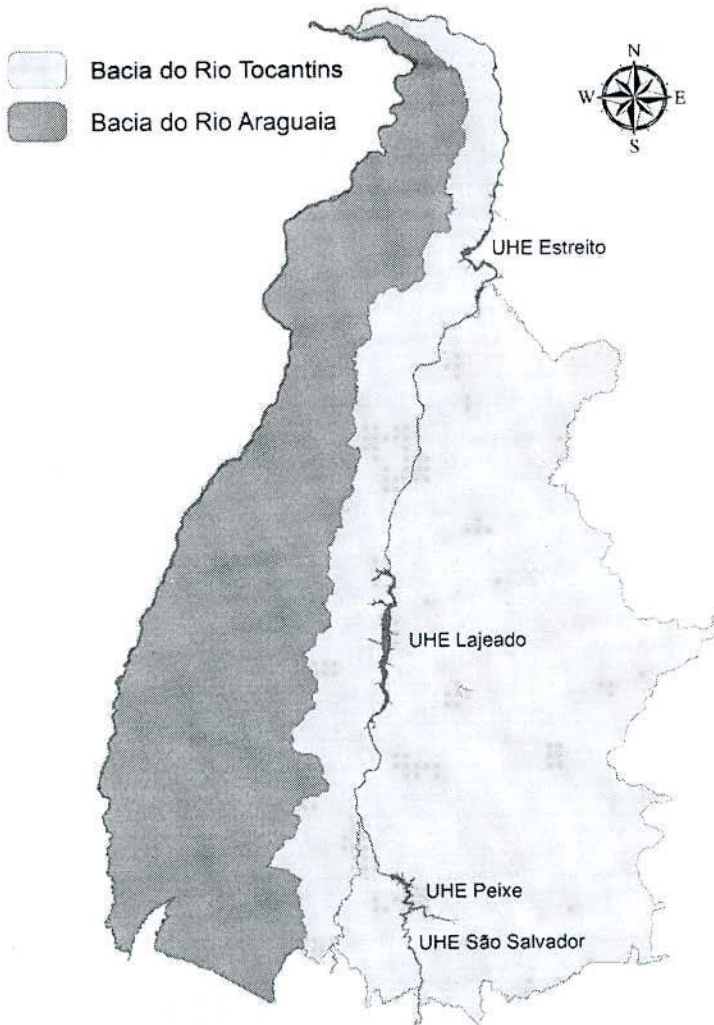 Bacia do Rio Tocantins
Bacia do Rio Araguaia
N
W E
S
UHE Estreito
UHE Lajeado
UHE Peixe
UHE São Salvador